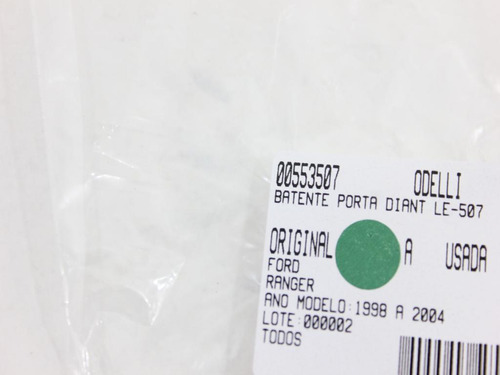 00553507 ODELLI
BATENTE PORTA DIANT LE-507
ORIGINAL A USADA
FORD
RANGER
ANO MODELO:1998 A 2004
LOTE:000002
TODOS